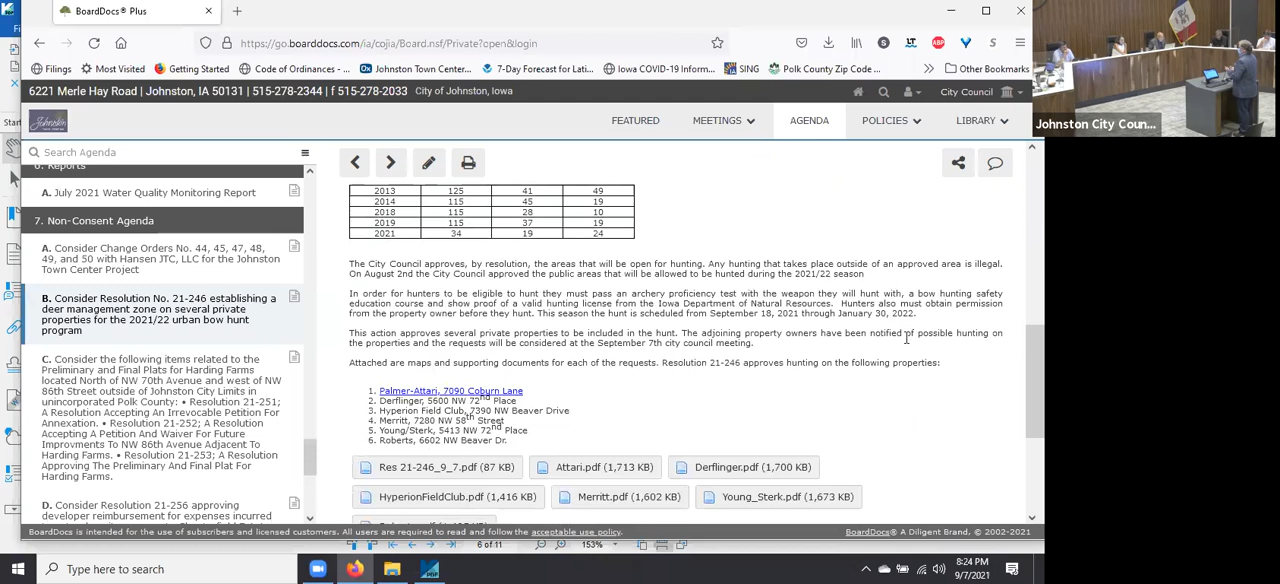 BoardDocs® Plus
https://go.boarddocs.com/ia/cojia/Board.nsf/Private?open&login
Filings
Most Visited
Getting Started
Code of Ordinances -...
Johnston Town Center...
7-Day Forecast for Lati...
Iowa COVID-19 Inform...
SING
Polk County Zip Code ...
Other Bookmarks
Johnston City Coun...
6221 Merle Hay Road | Johnston, IA 50131 | 515-278-2344 | f 515-278-2033
City of Johnston, Iowa
City Council
Johnston
FEATURED
MEETINGS
AGENDA
POLICIES
LIBRARY
Start
Search Agenda
6. Reports
A. July 2021 Water Quality Monitoring Report
7. Non-Consent Agenda
A. Consider Change Orders No. 44, 45, 47, 48,
49, and 50 with Hansen JTC, LLC for the Johnston
Town Center Project
B. Consider Resolution No. 21-246 establishing a
deer management zone on several private
properties for the 2021/22 urban bow hunt
program
C. Consider the following items related to the
Preliminary and Final Plats for Harding Farms
located North of NW 70th Avenue and west of NW
86th Street outside of Johnston City Limits in
unincorporated Polk County: • Resolution 21-251;
A Resolution Accepting An Irrevocable Petition For
Annexation. • Resolution 21-252; A Resolution
Accepting A Petition And Waiver For Future
Improvments To NW 86th Avenue Adjacent To
Harding Farms. • Resolution 21-253; A Resolution
Approving The Preliminary And Final Plat For
Harding Farms.
D. Consider Resolution 21-256 approving
developer reimbursement for expenses incurred
2013 125 41 49
2014 115 45 19
2018 115 28 10
2019 115 37 19
2021 34 19 24
The City Council approves, by resolution, the areas that will be open for hunting. Any hunting that takes place outside of an approved area is illegal.
On August 2nd the City Council approved the public areas that will be allowed to be hunted during the 2021/22 season
In order for hunters to be eligible to hunt they must pass an archery proficiency test with the weapon they will hunt with, a bow hunting safety
education course and show proof of a valid hunting license from the Iowa Department of Natural Resources. Hunters also must obtain permission
from the property owner before they hunt. This season the hunt is scheduled from September 18, 2021 through January 30, 2022.
This action approves several private properties to be included in the hunt. The adjoining property owners have been notified of possible hunting on
the properties and the requests will be considered at the September 7th city council meeting.
Attached are maps and supporting documents for each of the requests. Resolution 21-246 approves hunting on the following properties:
1. Palmer-Attari, 7090 Coburn Lane
2. Derflinger, 5600 NW 72nd Place
3. Hyperion Field Club, 7390 NW Beaver Drive
4. Merritt, 7280 NW 58th Street
5. Young/Sterk, 5413 NW 72nd Place
6. Roberts, 6602 NW Beaver Dr.
Res 21-246_9_7.pdf (87 KB)
Attari.pdf (1,713 KB)
Derflinger.pdf (1,700 KB)
HyperionFieldClub.pdf (1,416 KB)
Merritt.pdf (1,602 KB)
Young_Sterk.pdf (1,673 KB)
BoardDocs is intended for the use of subscribers and licensed customers. All users are required to read and follow the acceptable use policy.
BoardDocs® A Diligent Brand, © 2002-2021
6 of 11
153%
Type here to search
8:24 PM
9/7/2021